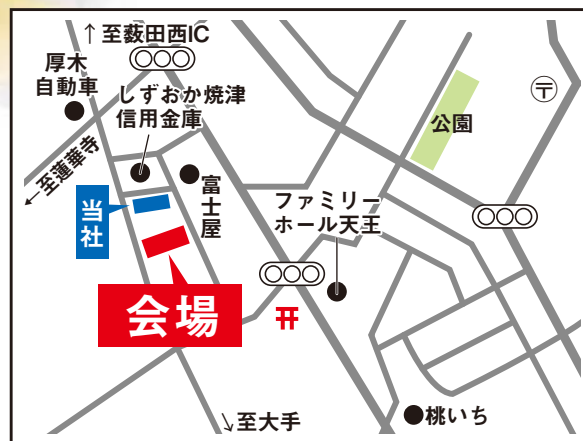 ↑至薮田西IC
厚木
自動車
しずおか焼津
信用金庫
←至蓮華寺
公園
〒
富士屋
当社
ファミリー
ホール天王
会場
↘至大手
桃いち